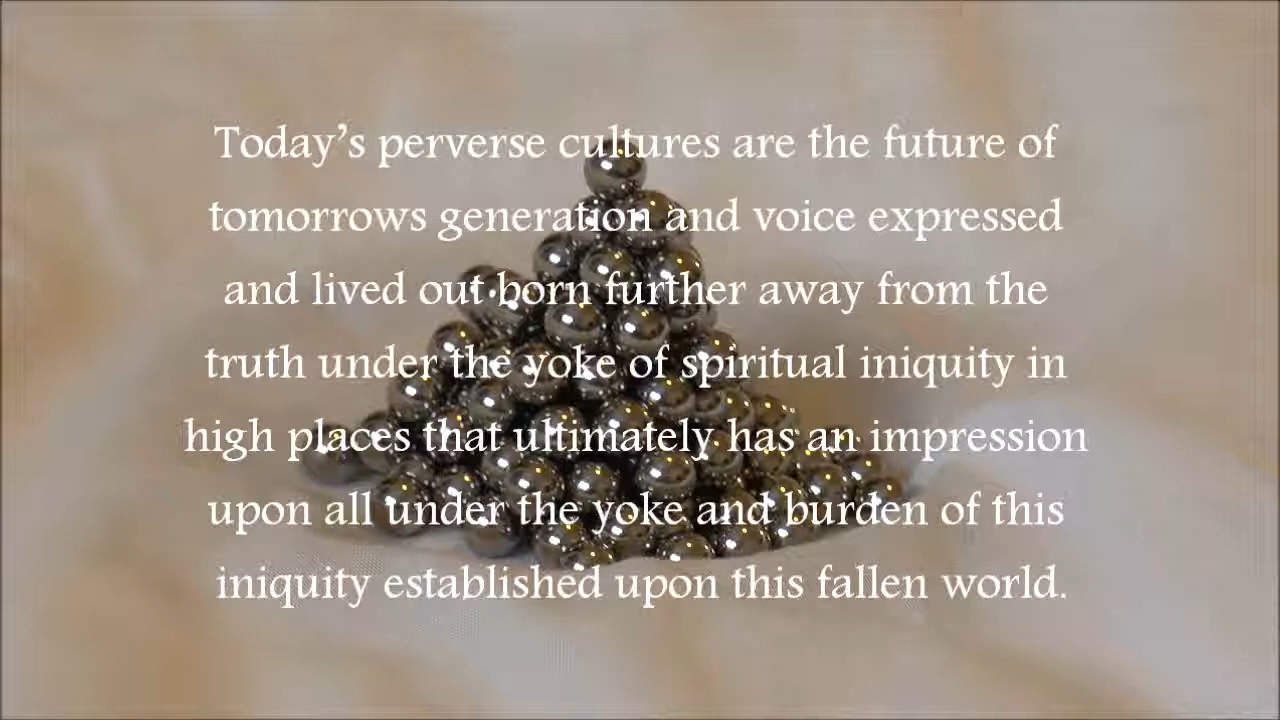 Today’s perverse cultures are the future of
tomorrows generation and voice expressed
and lived out born further away from the
truth under the yoke of spiritual iniquity in
high places that ultimately has an impression
upon all under the yoke and burden of this
iniquity established upon this fallen world.